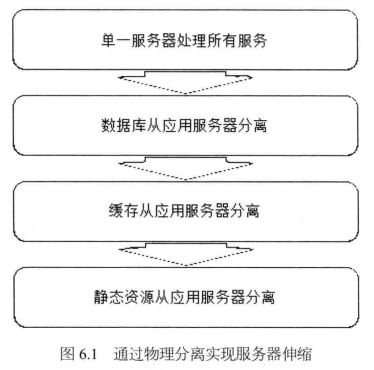 单一服务器处理所有服务
数据库从应用服务器分离
缓存从应用服务器分离
静态资源从应用服务器分离
图 6.1 通过物理分离实现服务器伸缩